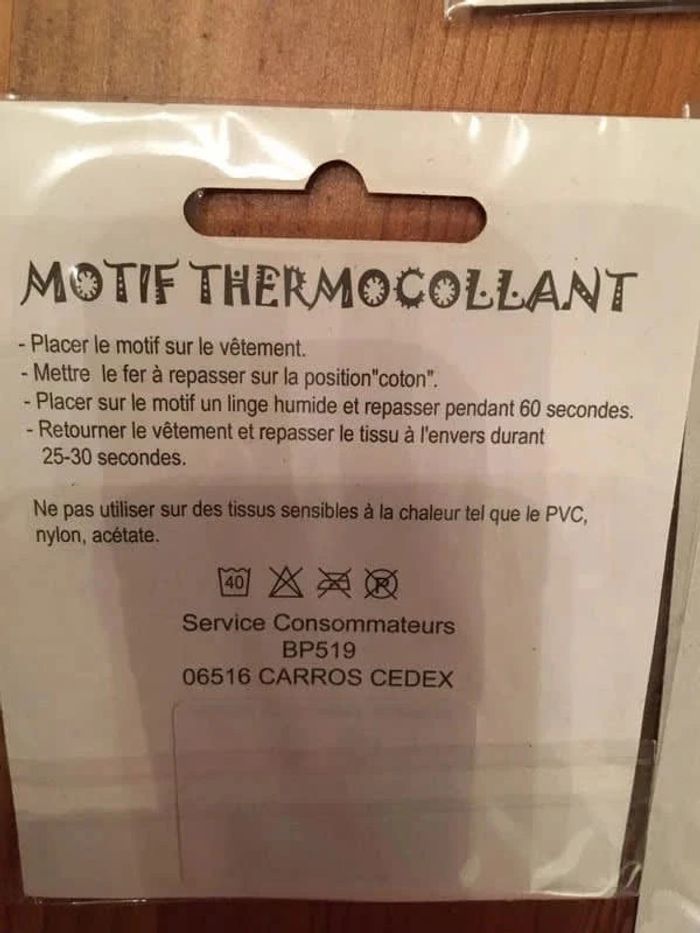 MOTIF THERMOCOLLANT
- Placer le motif sur le vêtement.
- Mettre le fer à repasser sur la position"coton".
- Placer sur le motif un linge humide et repasser pendant 60 secondes.
- Retourner le vêtement et repasser le tissu à l'envers durant
25-30 secondes.
Ne pas utiliser sur des tissus sensibles à la chaleur tel que le PVC,
nylon, acétate.
40 P
Service Consommateurs
BP519
06516 CARROS CEDEX